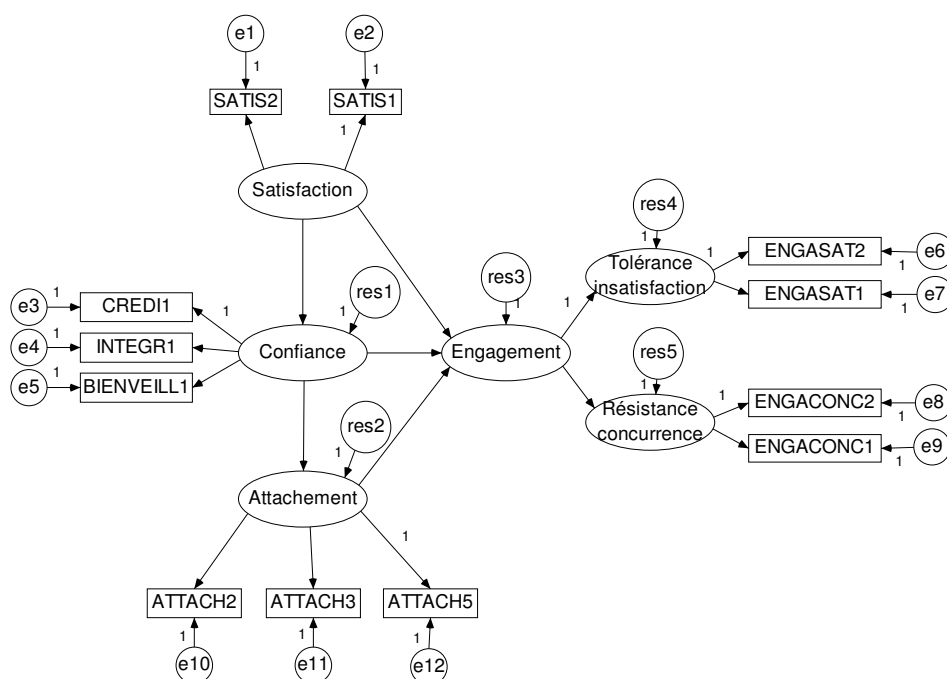 e1
e2
1
1
SATIS2
SATIS1
1
Satisfaction
res4
1
e6
ENGASAT2
1
1
Tolérance
insatisfaction
res3
1
res1
e3
1
CREDI1
1
ENGASAT1
e7
1
1
1
e4
1
INTEGR1
Confiance
Engagement
res5
e5
1
BIENVEILL1
1
ENGACONC2
e8
1
1
Résistance
concurrence
res2
1
ENGACONC1
e9
1
Attachement
1
ATTACH2
ATTACH3
ATTACH5
1
1
1
e10
e11
e12